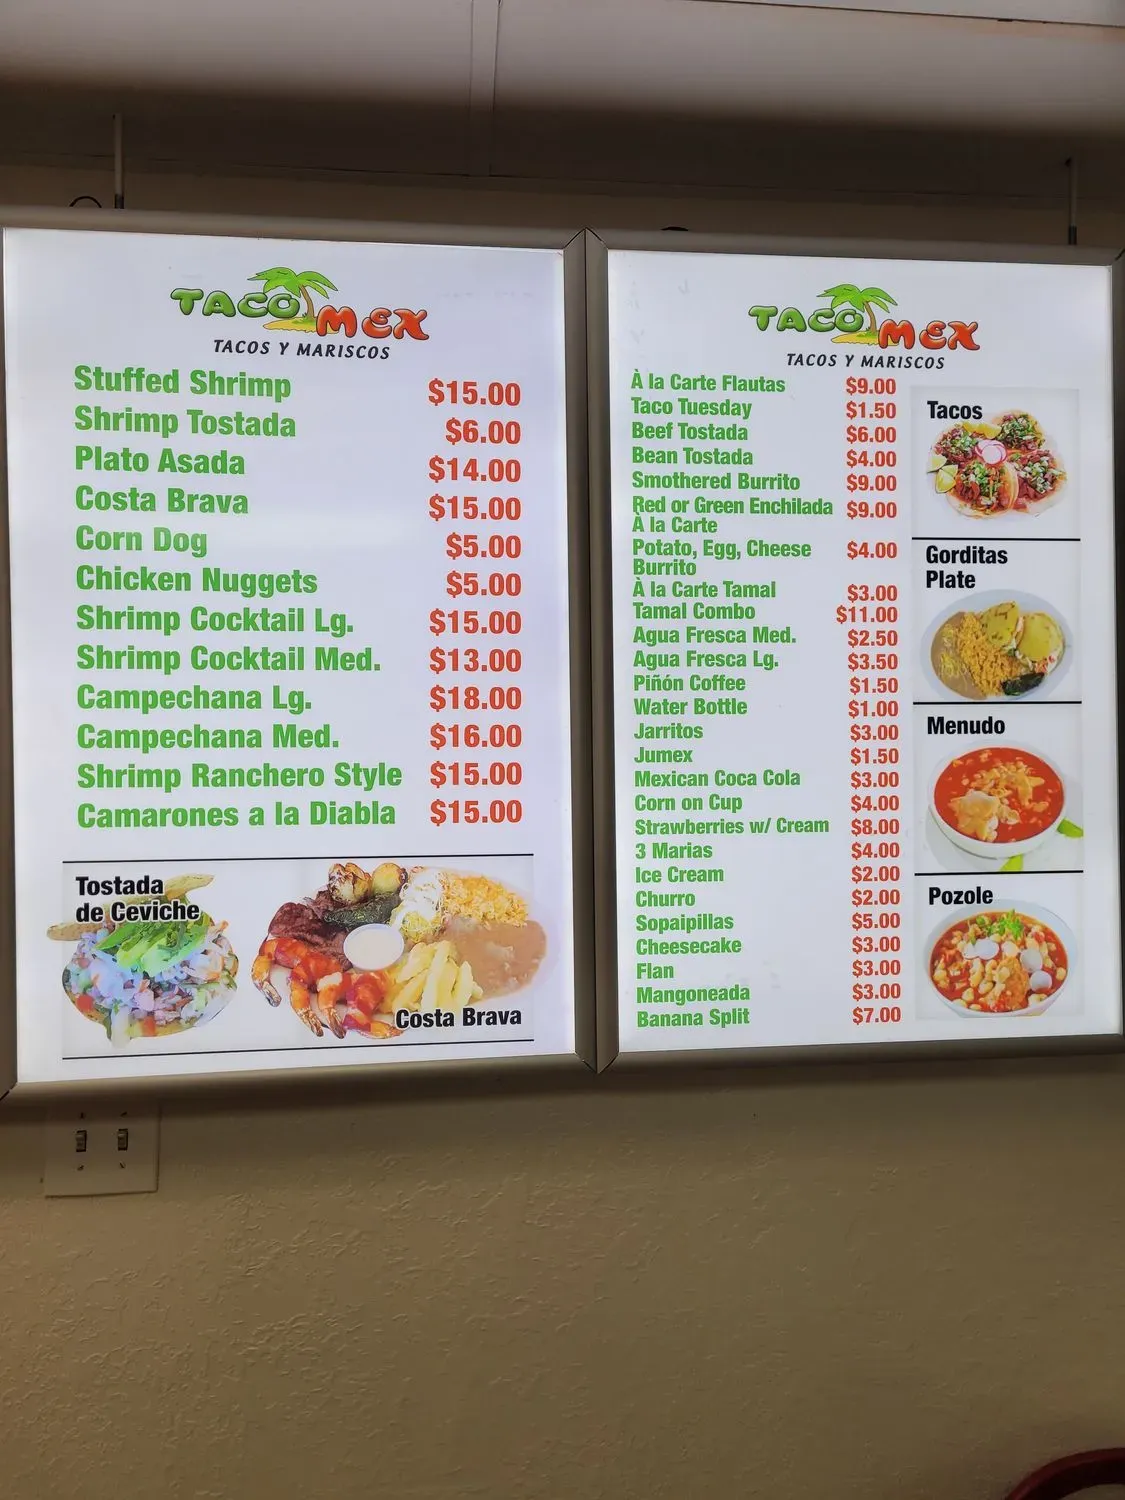 TACO MEX
TACOS Y MARISCOS
Stuffed Shrimp $15.00
Shrimp Tostada $6.00
Plato Asada $14.00
Costa Brava $15.00
Corn Dog $5.00
Chicken Nuggets $5.00
Shrimp Cocktail Lg. $15.00
Shrimp Cocktail Med. $13.00
Campechana Lg. $18.00
Campechana Med. $16.00
Shrimp Ranchero Style $15.00
Camarones a la Diabla $15.00
Tostada
de Ceviche
Costa Brava
TACO MEX
TACOS Y MARISCOS
À la Carte Flautas $9.00
Taco Tuesday $1.50
Beef Tostada $6.00
Bean Tostada $4.00
Smothered Burrito $9.00
Red or Green Enchilada $9.00
À la Carte
Potato, Egg, Cheese $4.00
Burrito
À la Carte Tamal $3.00
Tamal Combo $11.00
Agua Fresca Med. $2.50
Agua Fresca Lg. $3.50
Piñón Coffee $1.50
Water Bottle $1.00
Jarritos $3.00
Jumex $1.50
Mexican Coca Cola $3.00
Corn on Cup $4.00
Strawberries w/ Cream $8.00
3 Marias $4.00
Ice Cream $2.00
Churro $2.00
Sopaipillas $5.00
Cheesecake $3.00
Flan $3.00
Mangoneada $3.00
Banana Split $7.00
Tacos
Gorditas
Plate
Menudo
Pozole